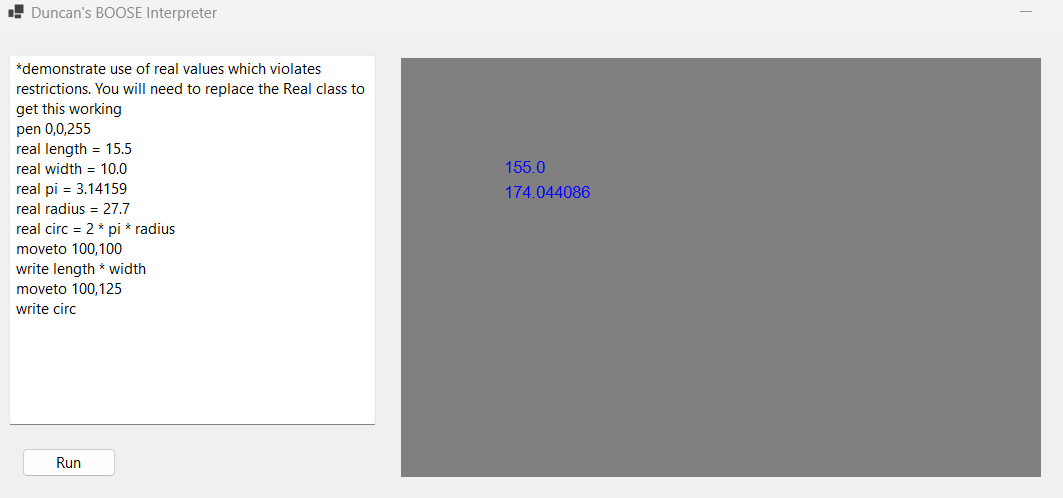 Duncan's BOOSE Interpreter
*demonstrate use of real values which violates
restrictions. You will need to replace the Real class to
get this working
pen 0,0,255
real length = 15.5
real width = 10.0
real pi = 3.14159
real radius = 27.7
real circ = 2 * pi * radius
moveto 100,100
write length * width
moveto 100,125
write circ
155.0
174.044086
Run